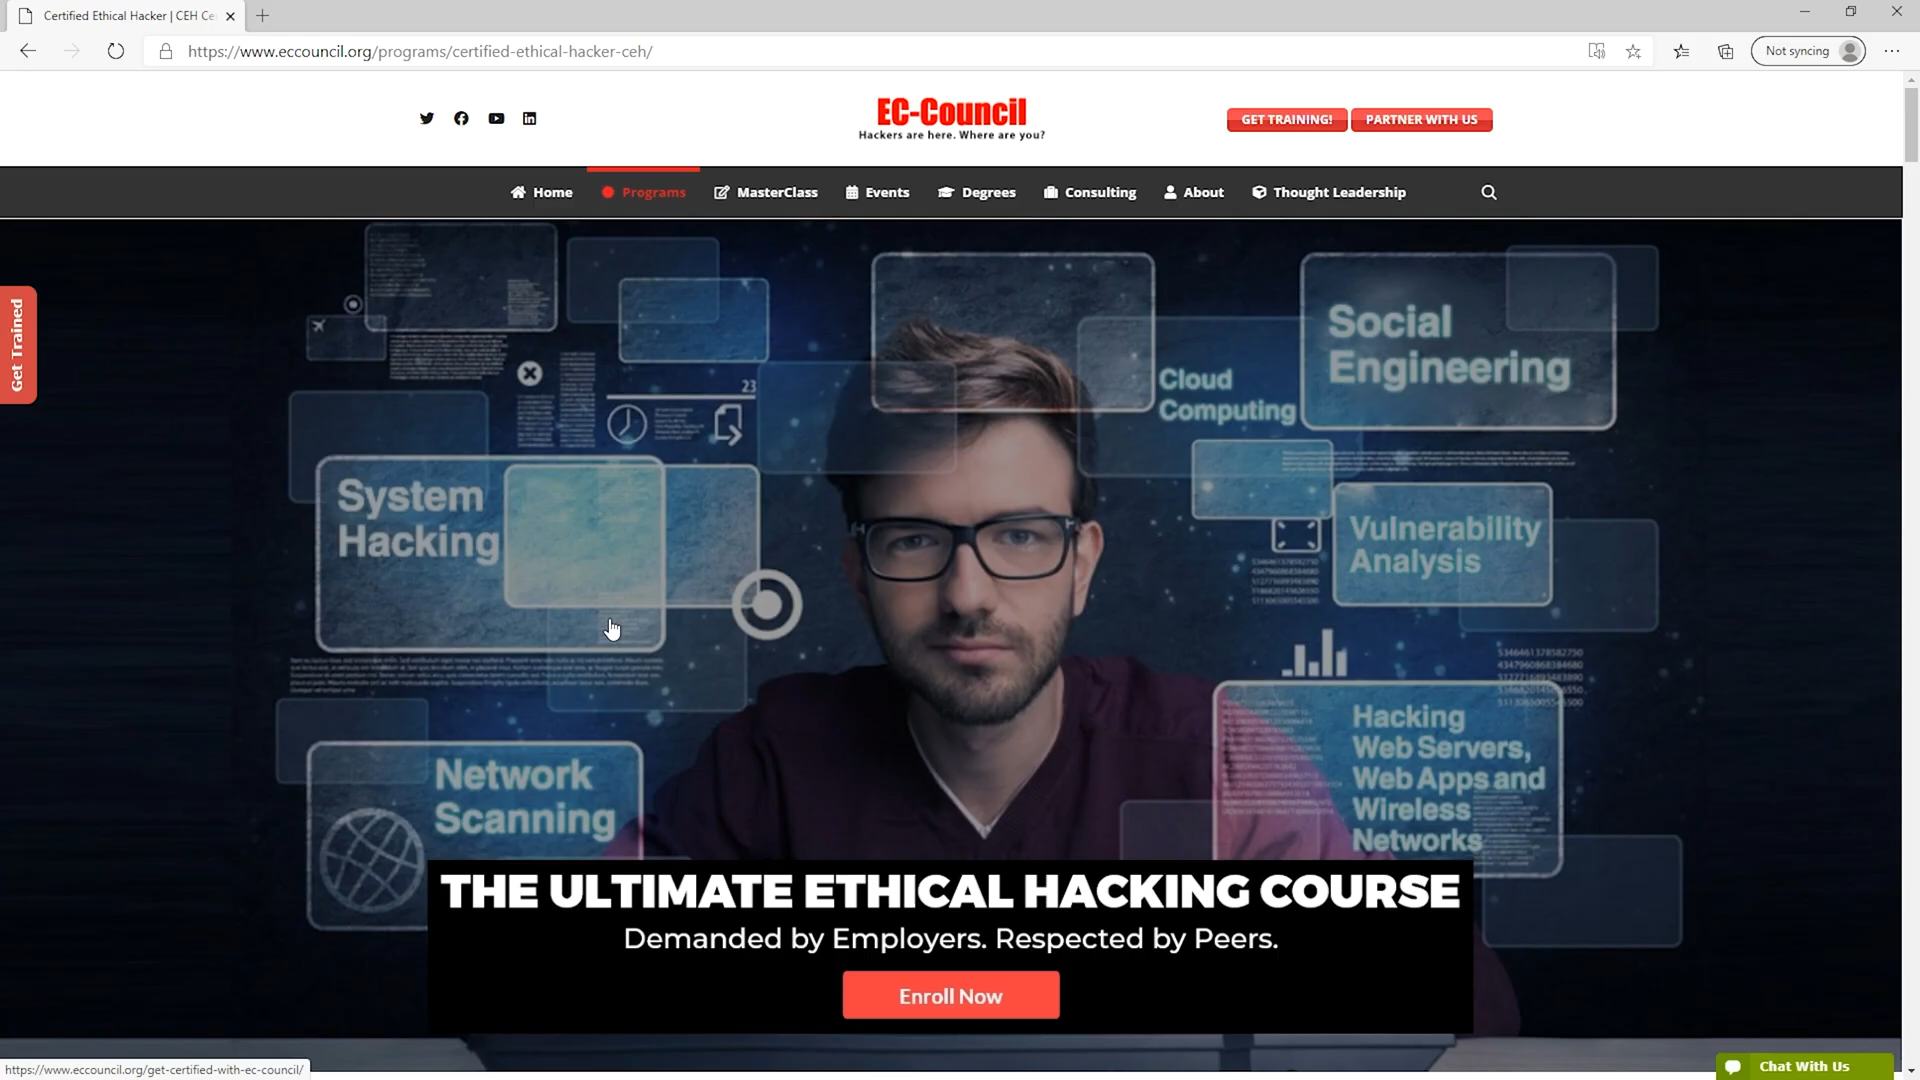 Certified Ethical Hacker | CEH Ce
https://www.eccouncil.org/programs/certified-ethical-hacker-ceh/
Not syncing
EC-Council
Hackers are here. Where are you?
GET TRAINING!
PARTNER WITH US
Home
Programs
MasterClass
Events
Degrees
Consulting
About
Thought Leadership
Get Trained
Social
Engineering
Cloud
Computing
23
System
Hacking
Vulnerability
Analysis
Network
Scanning
Hacking
Web Servers,
Web Apps and
Wireless
Networks
THE ULTIMATE ETHICAL HACKING COURSE
Demanded by Employers. Respected by Peers.
Enroll Now
https://www.eccouncil.org/get-certified-with-ec-council/
Chat With Us